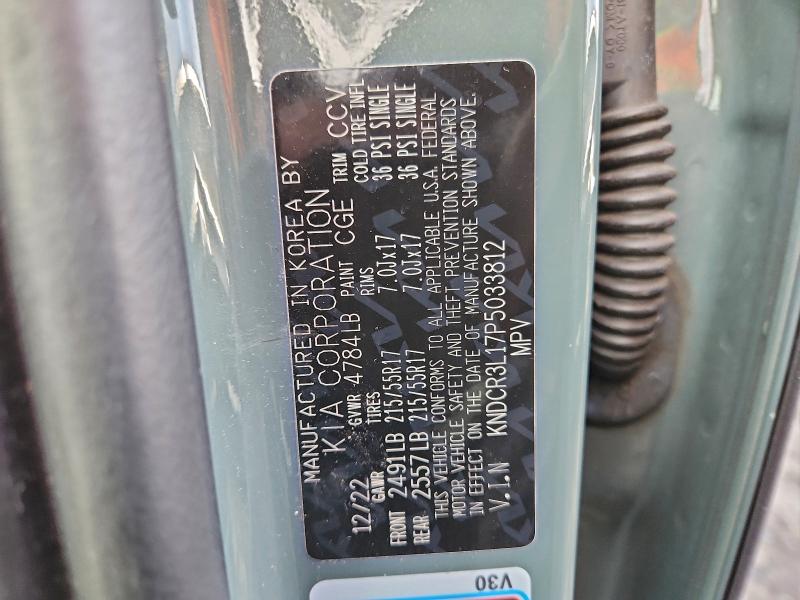 MANUFACTURED IN KOREA BY
KIA CORPORATION
12/22 GVWR 4784LB PAINT CGE TRIM CCV
GAWR TIRES RIMS COLD TIRE INFL
FRONT 2491LB 215/55R17 7.0Jx17 36 PSI SINGLE
REAR 2557LB 215/55R17 7.0Jx17 36 PSI SINGLE
THIS VEHICLE CONFORMS TO ALL APPLICABLE U.S.A. FEDERAL
MOTOR VEHICLE SAFETY AND THEFT PREVENTION STANDARDS
IN EFFECT ON THE DATE OF MANUFACTURE SHOWN ABOVE.
V.I.N KNDCR3L17P5033812
MPV
V30